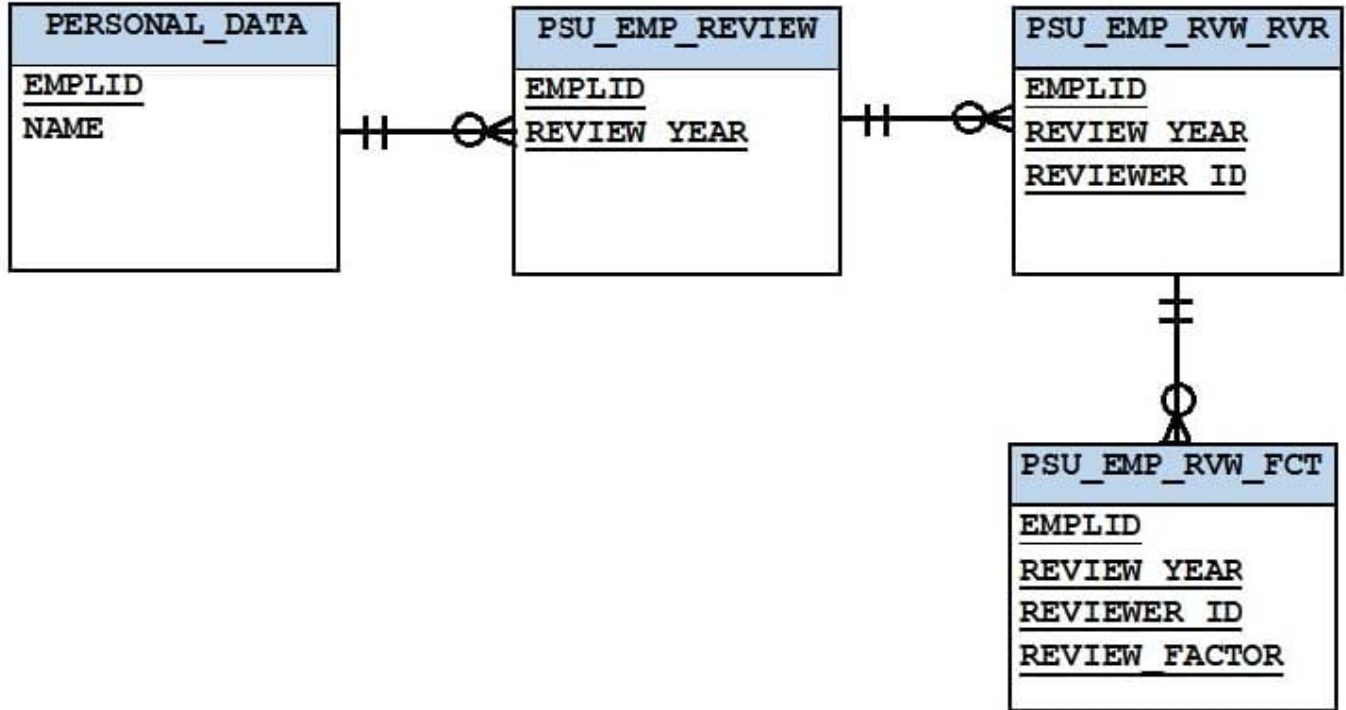 PERSONAL_DATA
EMPLID
NAME
PSU_EMP_REVIEW
EMPLID
REVIEW_YEAR
PSU_EMP_RVW_RVR
EMPLID
REVIEW_YEAR
REVIEWER_ID
PSU_EMP_RVW_FCT
EMPLID
REVIEW_YEAR
REVIEWER_ID
REVIEW_FACTOR